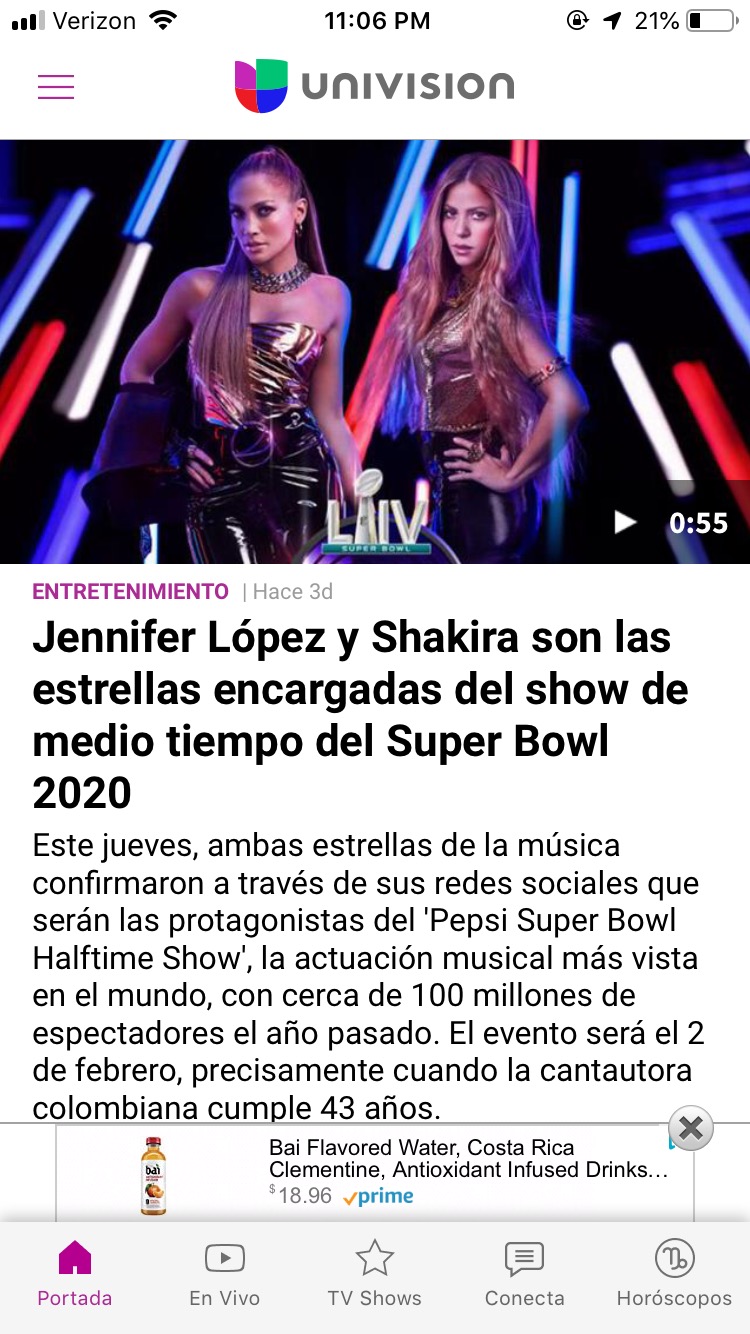 Verizon 11:06 PM 21%
UNIVISION
LIV
SUPER BOWL
0:55
ENTRETENIMIENTO | Hace 3d
Jennifer López y Shakira son las
estrellas encargadas del show de
medio tiempo del Super Bowl
2020
Este jueves, ambas estrellas de la música
confirmaron a través de sus redes sociales que
serán las protagonistas del 'Pepsi Super Bowl
Halftime Show', la actuación musical más vista
en el mundo, con cerca de 100 millones de
espectadores el año pasado. El evento será el 2
de febrero, precisamente cuando la cantautora
colombiana cumple 43 años.
bai
Bai Flavored Water, Costa Rica
Clementine, Antioxidant Infused Drinks...
$18.96 prime
Portada En Vivo TV Shows Conecta Horóscopos